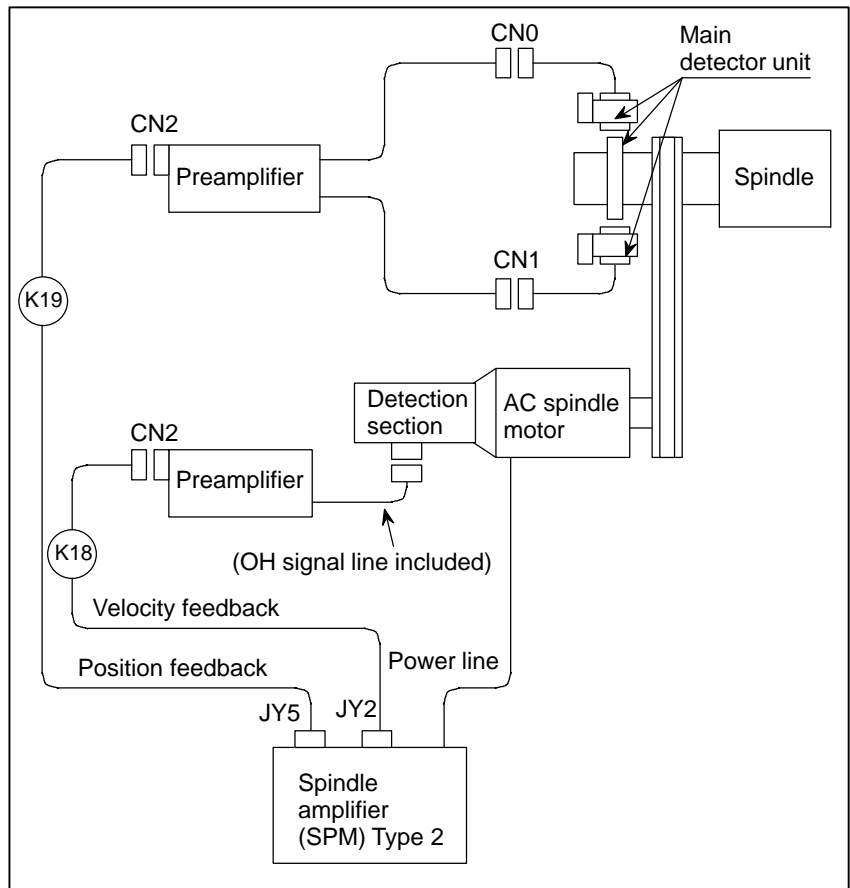 CN0
Main
detector unit
CN2
Preamplifier
Spindle
CN1
K19
Detection
section
AC spindle
motor
CN2
Preamplifier
K18
(OH signal line included)
Velocity feedback
Position feedback
Power line
JY5
JY2
Spindle
amplifier
(SPM) Type 2